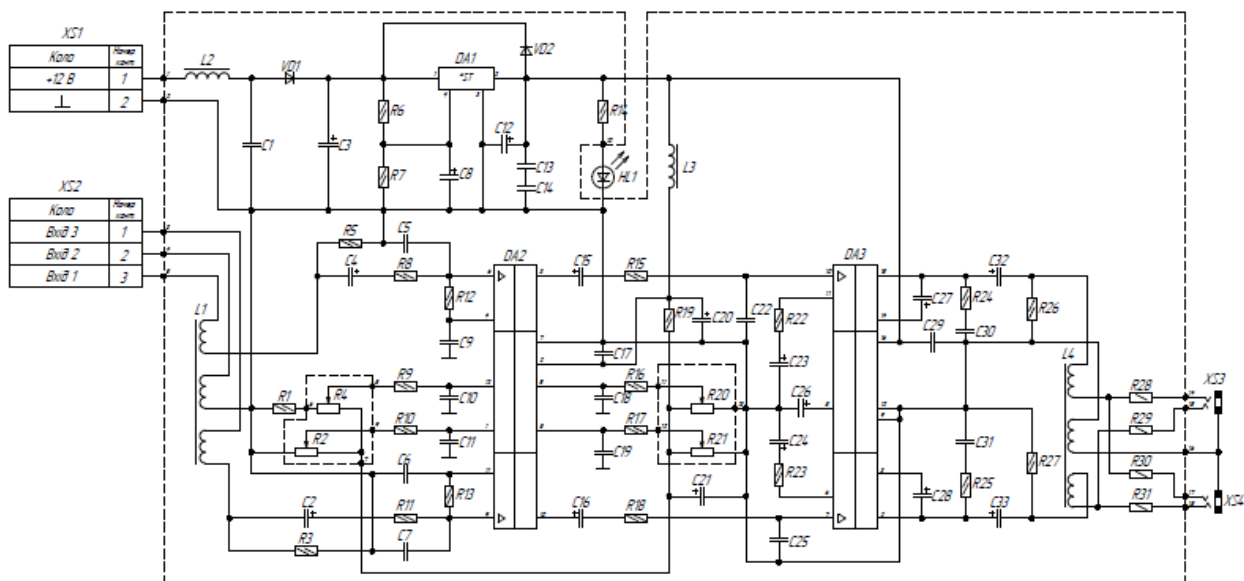 XS1
Коло
Номер конт.
+12 В
1
⊥
2
XS2
Коло
Номер конт.
Вхід 3
1
Вхід 2
2
Вхід 1
3
L2
VD1
C1
C3
R6
R7
DA1
*ST
VD2
C8
C12
C13
C14
R14
HL1
L3
L1
R5
C5
C4
R8
R12
C9
R1
R4
R2
R9
C10
R10
C11
C6
R13
C2
R11
R3
C7
DA2
C15
R15
C17
R16
C18
R17
C19
C16
R18
R19
C20
C22
R20
R21
C21
R22
C23
C26
C24
R23
C25
DA3
C27
R24
C32
R26
C29
C30
C31
R25
R27
C28
C33
L4
R28
R29
R30
R31
XS3
XS4